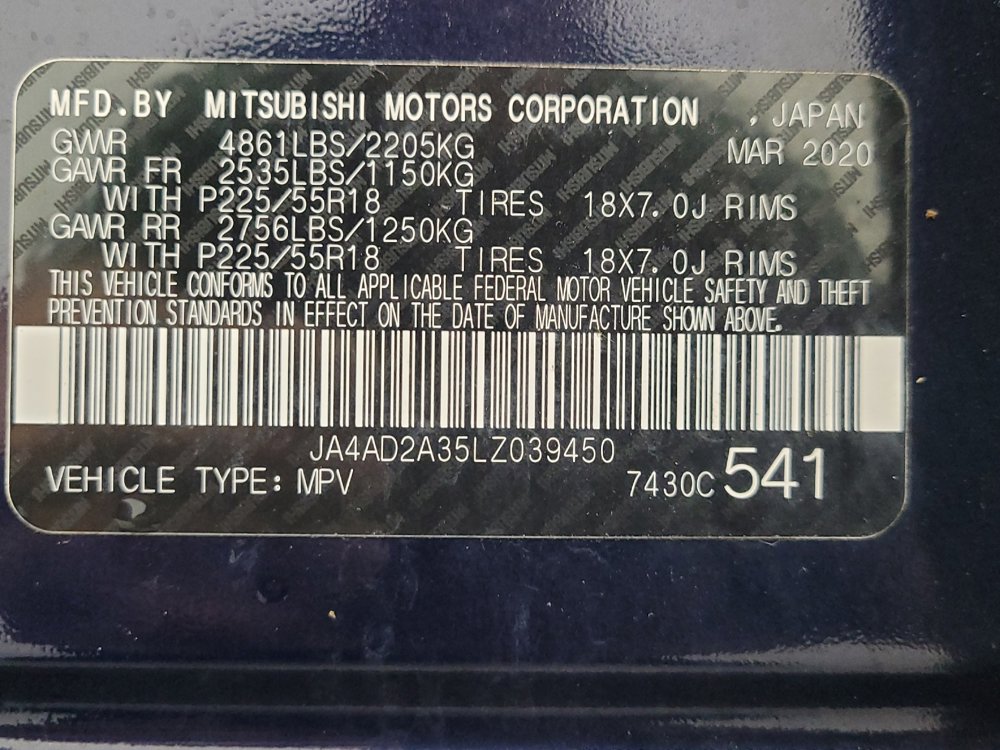 MFD.BY MITSUBISHI MOTORS CORPORATION , JAPAN
GVWR 4861LBS/2205KG MAR 2020
GAWR FR 2535LBS/1150KG
WITH P225/55R18 TIRES 18X7.0J RIMS
GAWR RR 2756LBS/1250KG
WITH P225/55R18 TIRES 18X7.0J RIMS
THIS VEHICLE CONFORMS TO ALL APPLICABLE FEDERAL MOTOR VEHICLE SAFETY AND THEFT
PREVENTION STANDARDS IN EFFECT ON THE DATE OF MANUFACTURE SHOWN ABOVE.
JA4AD2A35LZ039450
VEHICLE TYPE: MPV 7430C 541